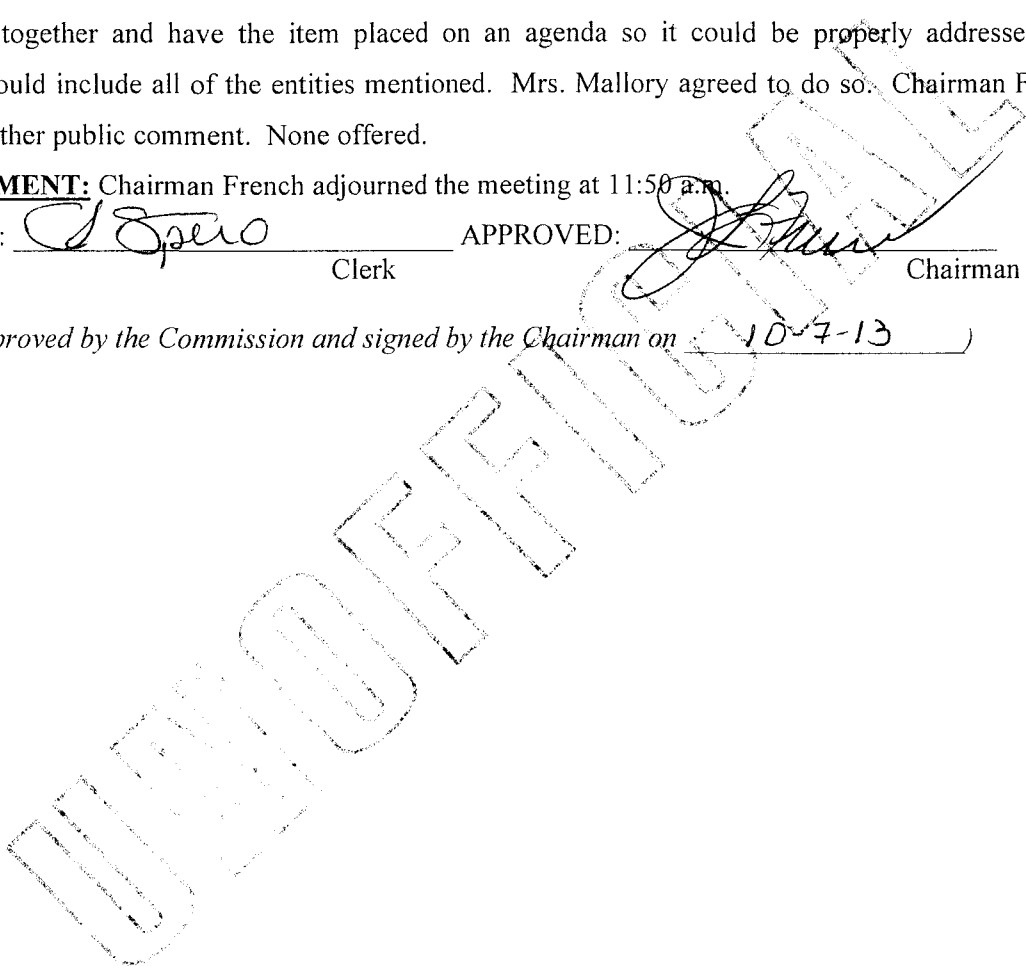 together and have the item placed on an agenda so it could be properly addresse
ould include all of the entities mentioned. Mrs. Mallory agreed to do so. Chairman F
ther public comment. None offered.
MENT: Chairman French adjourned the meeting at 11:50 a.m.
: Spero APPROVED:
Clerk Chairman
proved by the Commission and signed by the Chairman on 10-7-13 )
UNOFFICIAL